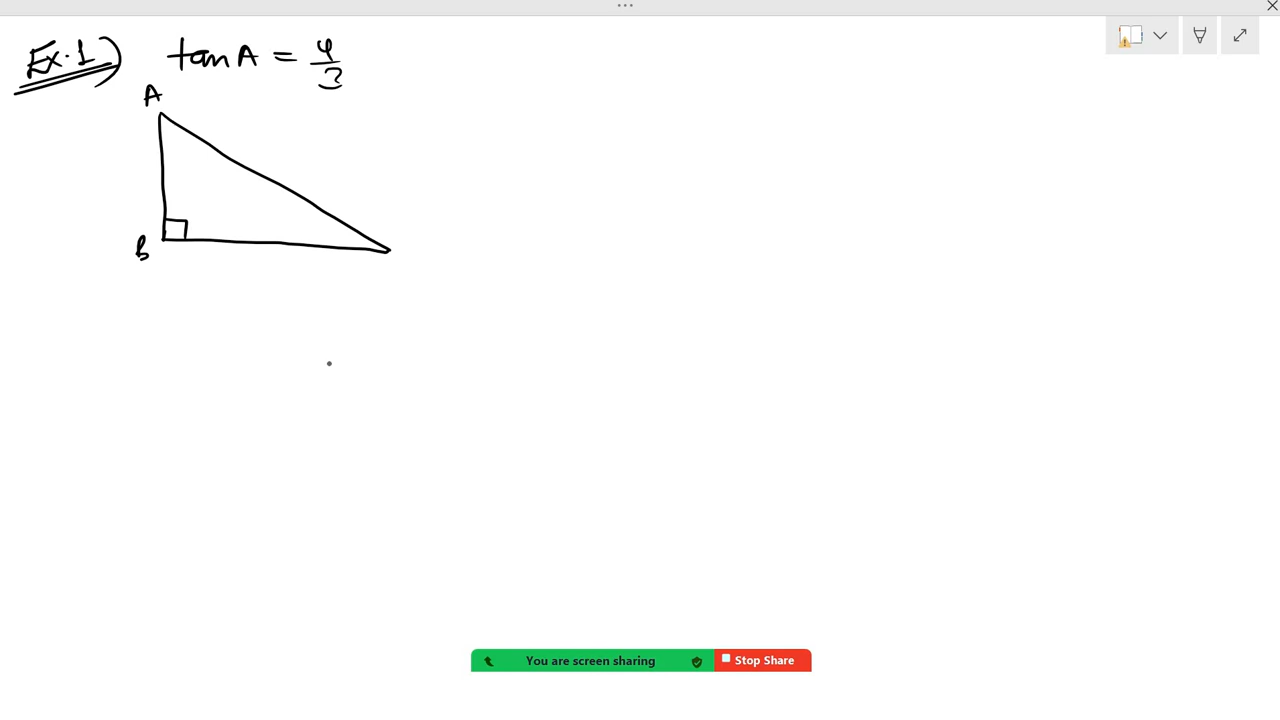 Ex.1) tan A = 4/3
A
B
You are screen sharing
Stop Share